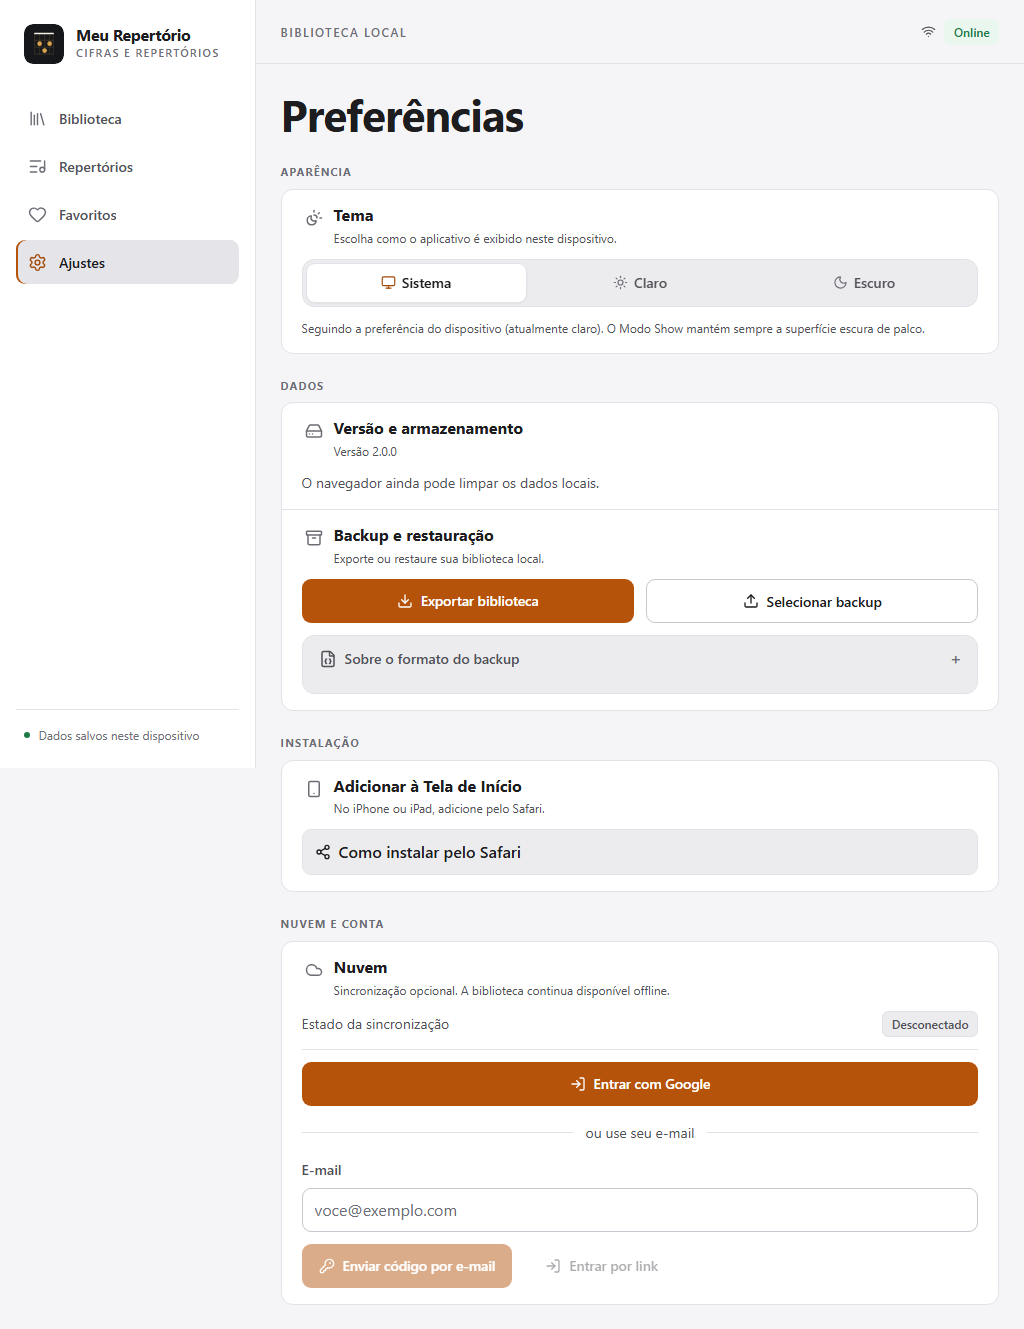 Meu Repertório
CIFRAS E REPERTÓRIOS
Biblioteca
Repertórios
Favoritos
Ajustes
Dados salvos neste dispositivo
BIBLIOTECA LOCAL
Online
Preferências
APARÊNCIA
Tema
Escolha como o aplicativo é exibido neste dispositivo.
Sistema
Claro
Escuro
Seguindo a preferência do dispositivo (atualmente claro). O Modo Show mantém sempre a superfície escura de palco.
DADOS
Versão e armazenamento
Versão 2.0.0
O navegador ainda pode limpar os dados locais.
Backup e restauração
Exporte ou restaure sua biblioteca local.
Exportar biblioteca
Selecionar backup
Sobre o formato do backup
+
INSTALAÇÃO
Adicionar à Tela de Início
No iPhone ou iPad, adicione pelo Safari.
Como instalar pelo Safari
NUVEM E CONTA
Nuvem
Sincronização opcional. A biblioteca continua disponível offline.
Estado da sincronização
Desconectado
Entrar com Google
ou use seu e-mail
E-mail
voce@exemplo.com
Enviar código por e-mail
Entrar por link